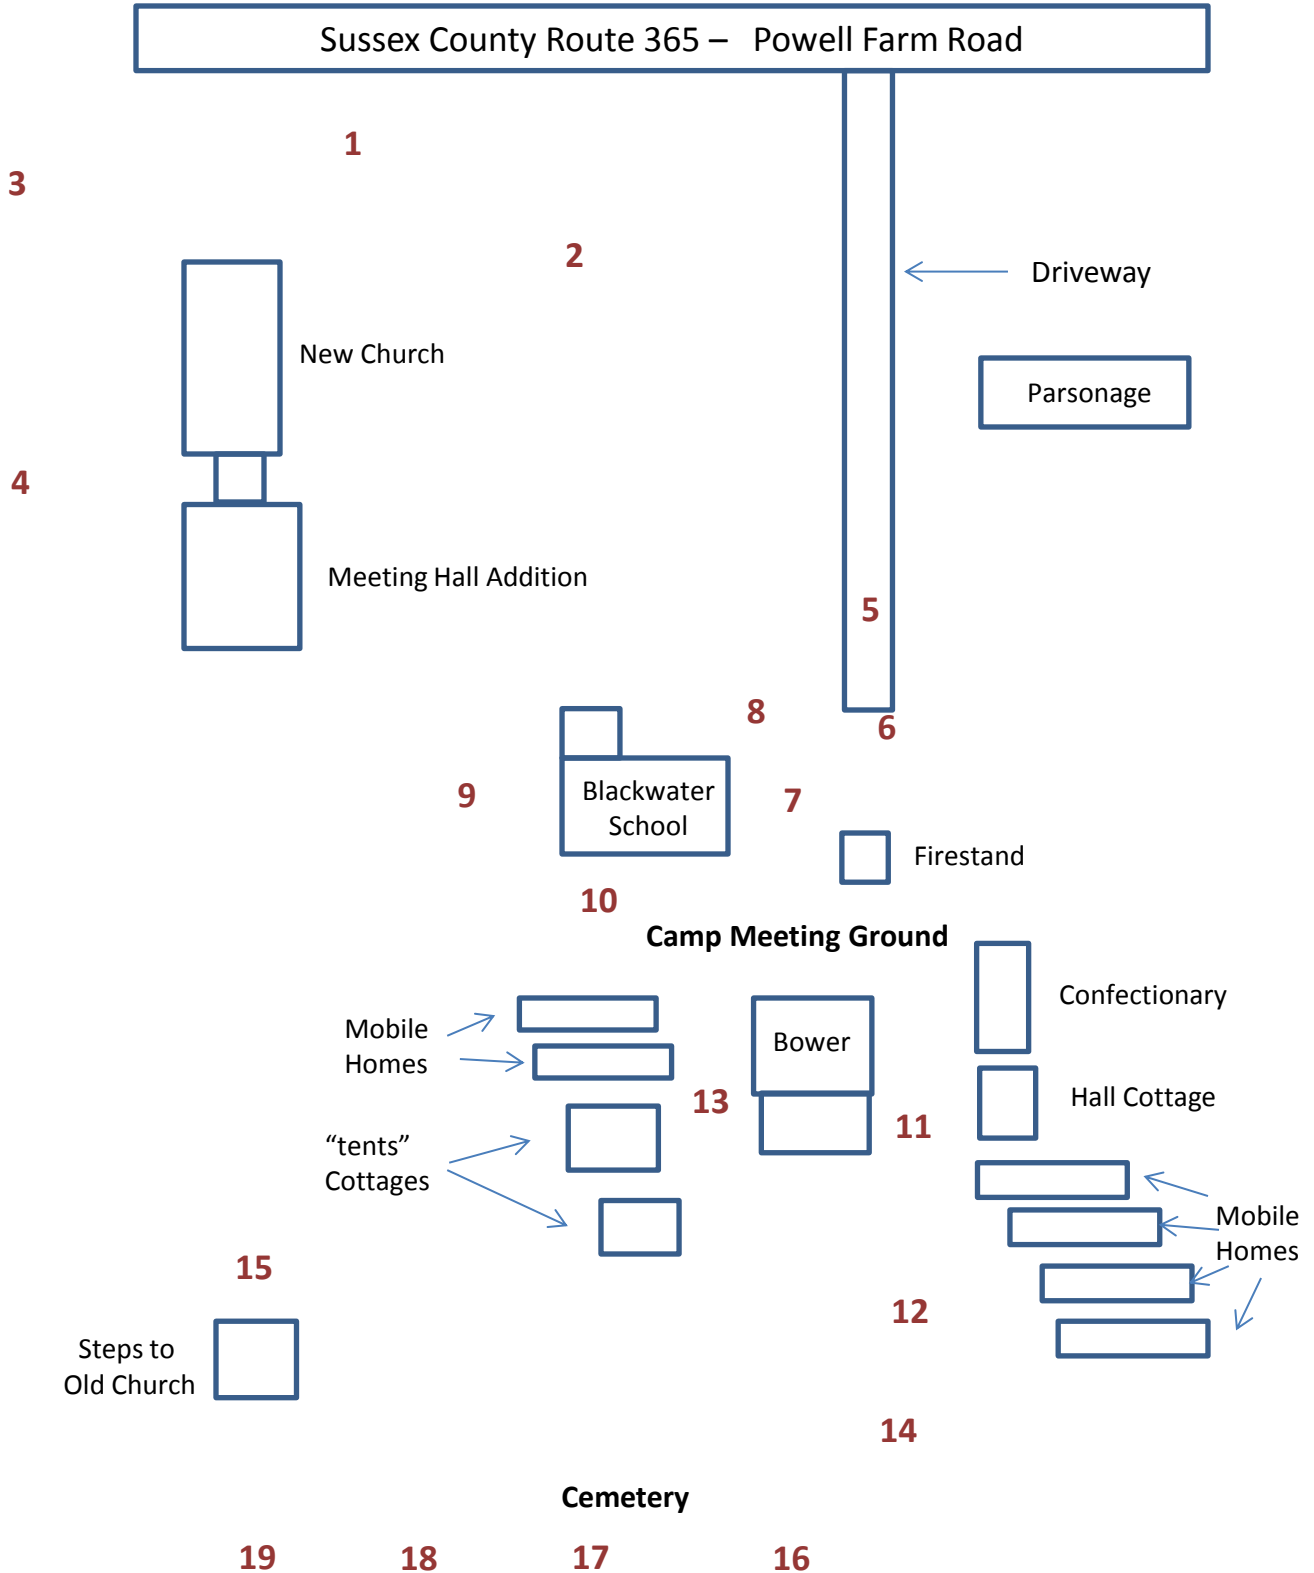 Sussex County Route 365 – Powell Farm Road
1
3
2
Driveway
New Church
Parsonage
4
Meeting Hall Addition
5
8
6
9
Blackwater
School
7
Firestand
10
Camp Meeting Ground
Confectionary
Mobile
Homes
Bower
13
11
Hall Cottage
“tents”
Cottages
Mobile
Homes
15
12
Steps to
Old Church
14
Cemetery
19
18
17
16